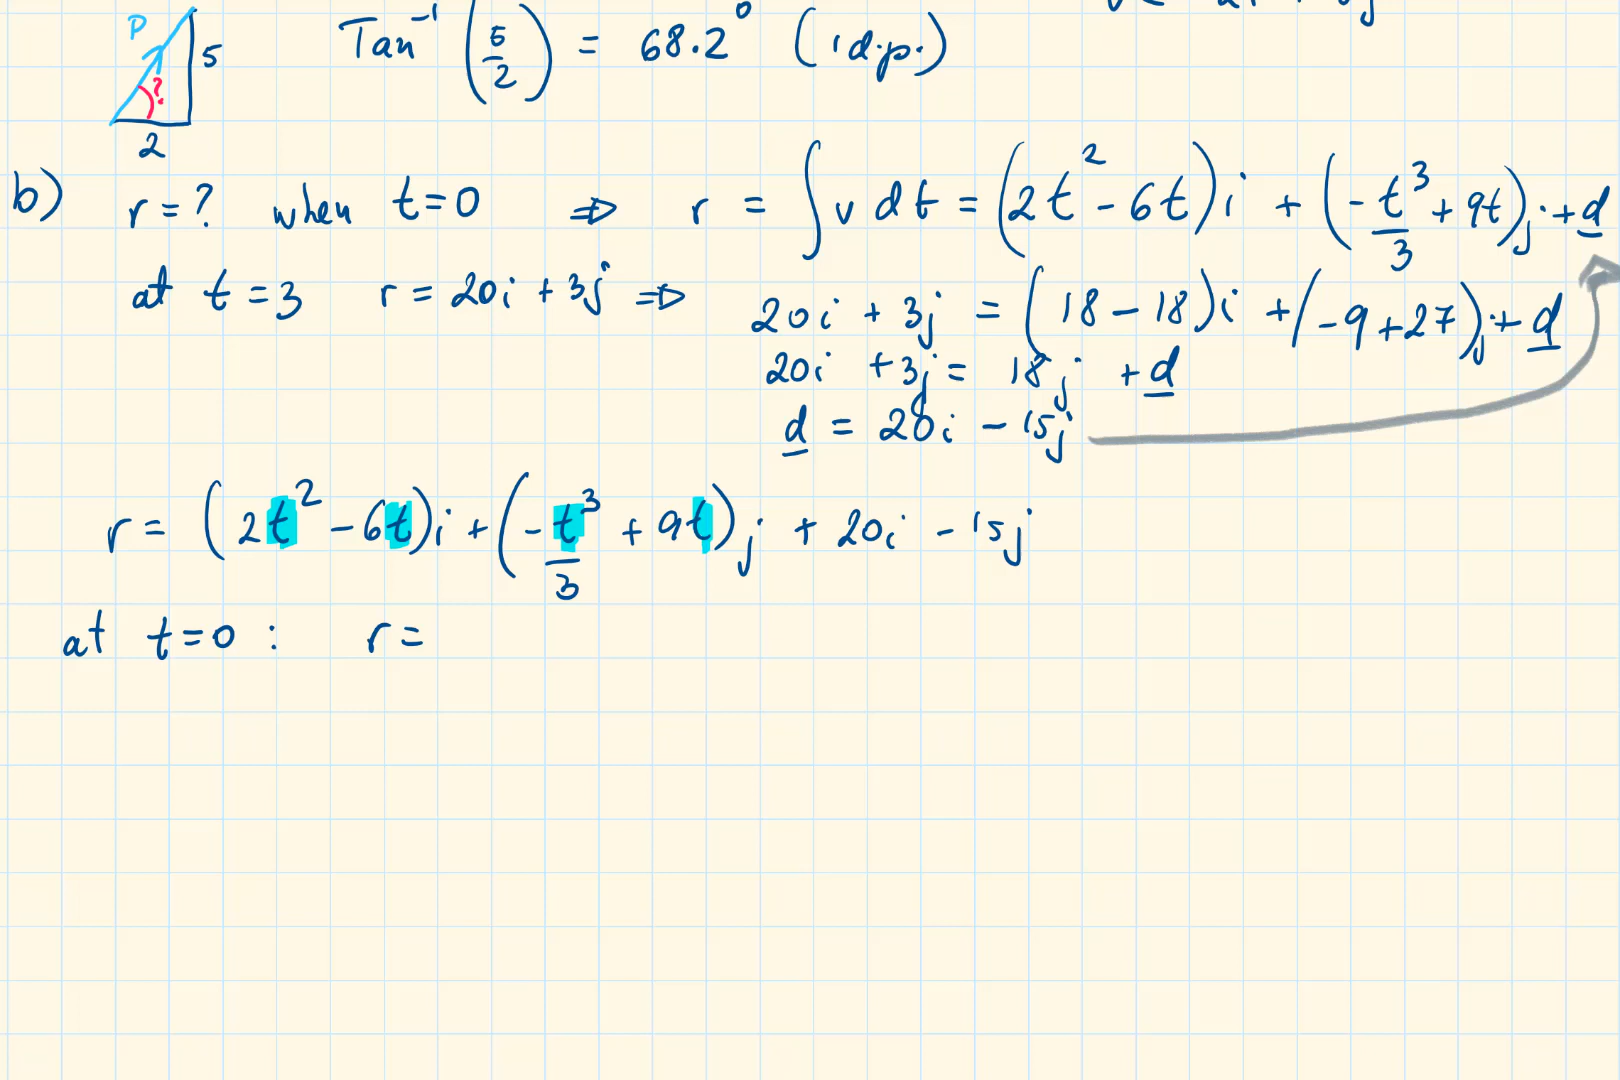 P 5 Tan⁻¹ (5/2) = 68.2° (1 d.p.)
?
2
b) r = ? when t=0 ⇒ r = ∫ v dt = (2t² - 6t)i + (-t³/3 + 9t)j + d
at t = 3 r = 20i + 3j ⇒ 20i + 3j = (18 - 18)i + (-9 + 27)j + d
20i + 3j = 18j + d
d = 20i - 15j
r = (2t² - 6t)i + (-t³/3 + 9t)j + 20i - 15j
at t=0 : r =